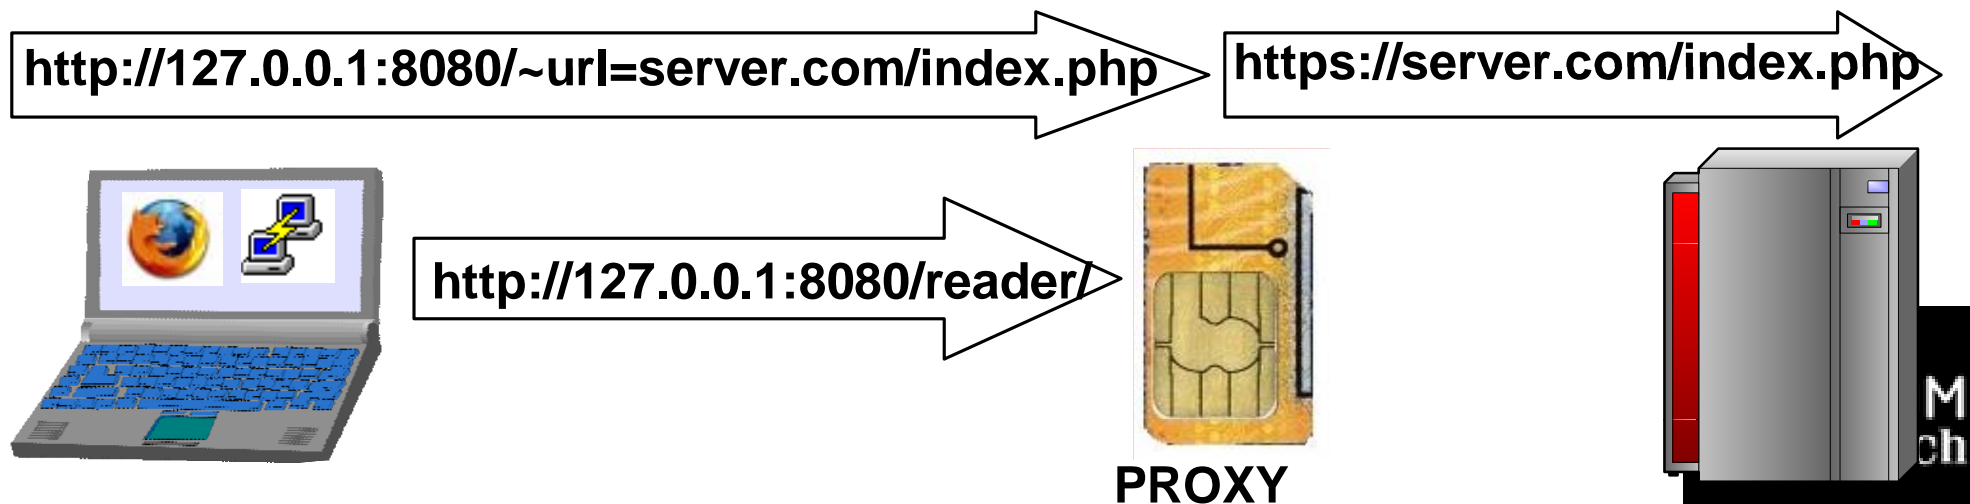 http://127.0.0.1:8080/~url=server.com/index.php
https://server.com/index.php
http://127.0.0.1:8080/reader/
PROXY
M
ch